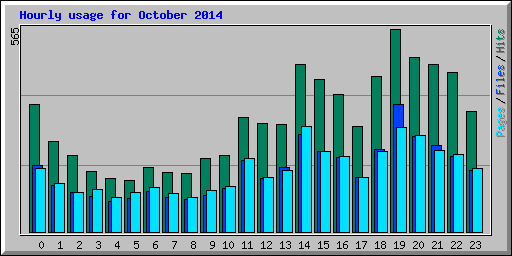 Hourly usage for October 2014
565
Pages/Files/Hits
0 1 2 3 4 5 6 7 8 9 10 11 12 13 14 15 16 17 18 19 20 21 22 23